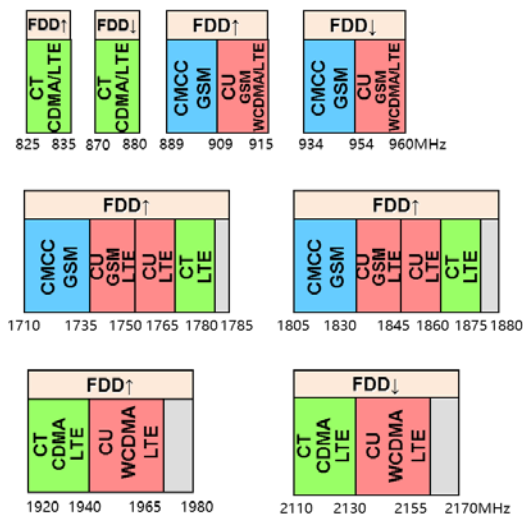 FDD↑
FDD↓
FDD↑
FDD↓
CT
CDMA/LTE
CT
CDMA/LTE
CMCC
GSM
CU
GSM
WCDMA/LTE
CMCC
GSM
CU
GSM
WCDMA/LTE
825 835 870 880 889 909 915 934 954 960MHz
FDD↑
FDD↑
CMCC
GSM
CU
GSM
LTE
CU
LTE
CT
LTE
CMCC
GSM
CU
GSM
LTE
CU
LTE
CT
LTE
1710 1735 1750 1765 1780 1785 1805 1830 1845 1860 1875 1880
FDD↑
FDD↓
CT
CDMA
LTE
CU
WCDMA
LTE
CT
CDMA
LTE
CU
WCDMA
LTE
1920 1940 1965 1980 2110 2130 2155 2170MHz